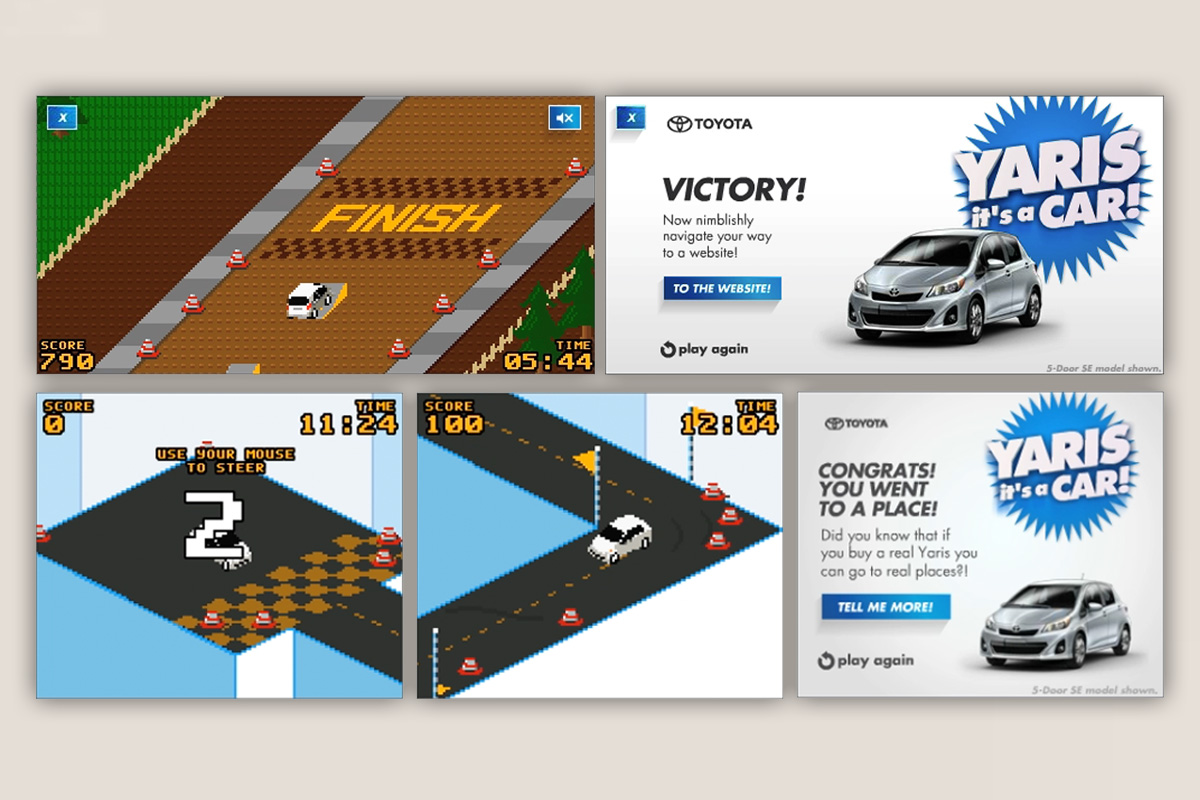 X
FINISH
SCORE
790
TIME
05:44
X
TOYOTA
YARIS
it's a CAR!
VICTORY!
Now nimblishly
navigate your way
to a website!
TO THE WEBSITE!
play again
5-Door SE model shown.
SCORE
0
TIME
11:24
USE YOUR MOUSE
TO STEER
2
SCORE
100
TIME
12:04
TOYOTA
YARIS
it's a CAR!
CONGRATS!
YOU WENT
TO A PLACE!
Did you know that if
you buy a real Yaris you
can go to real places?!
TELL ME MORE!
play again
5-Door SE model shown.